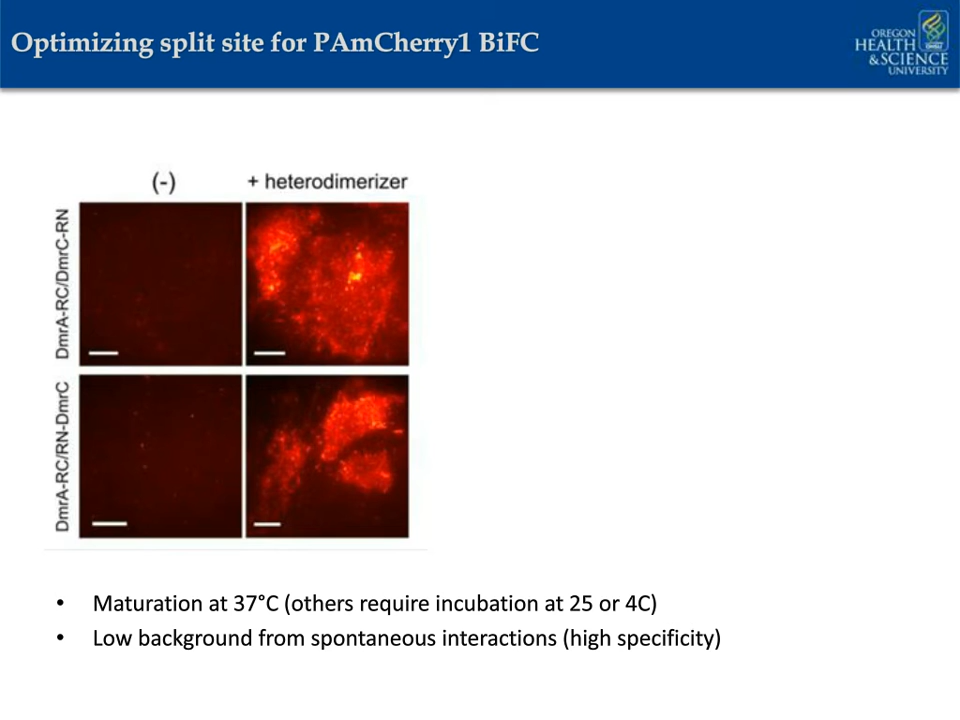 Optimizing split site for PAmCherry1 BiFC
OREGON
HEALTH
& SCIENCE
UNIVERSITY
(-)
+ heterodimerizer
DmrA-RC/DmrC-RN
DmrA-RC/RN-DmrC
• Maturation at 37°C (others require incubation at 25 or 4C)
• Low background from spontaneous interactions (high specificity)